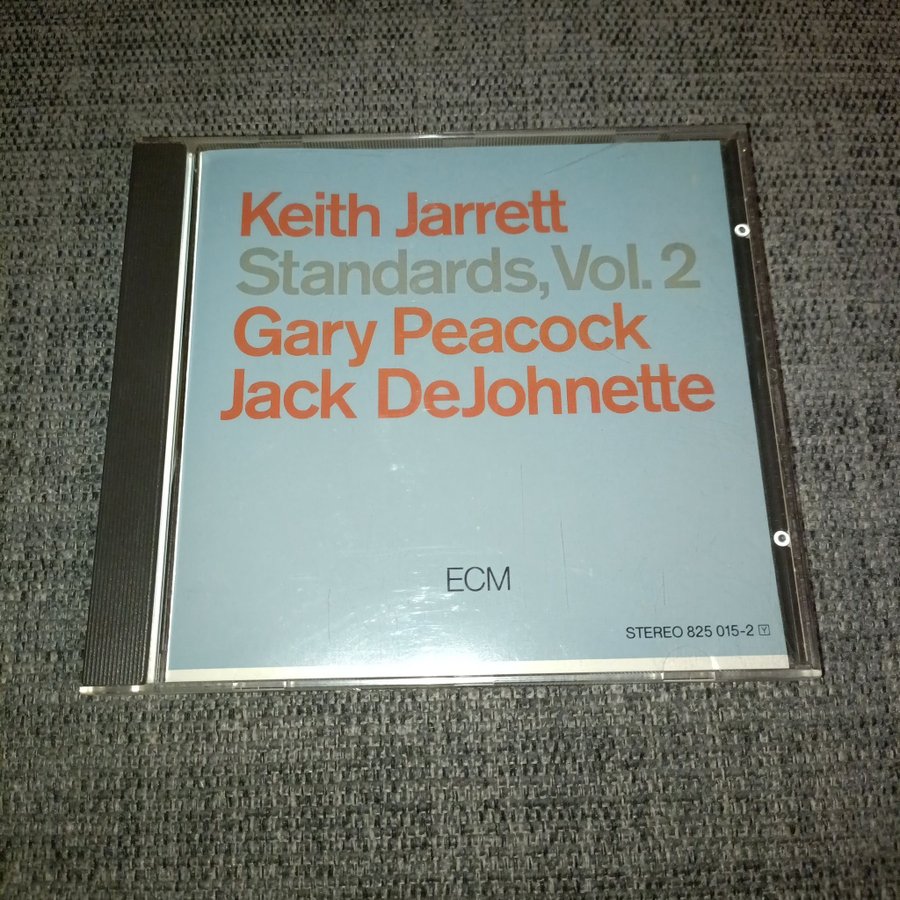 Keith Jarrett
Standards, Vol. 2
Gary Peacock
Jack DeJohnette
ECM
STEREO 825 015-2 Y